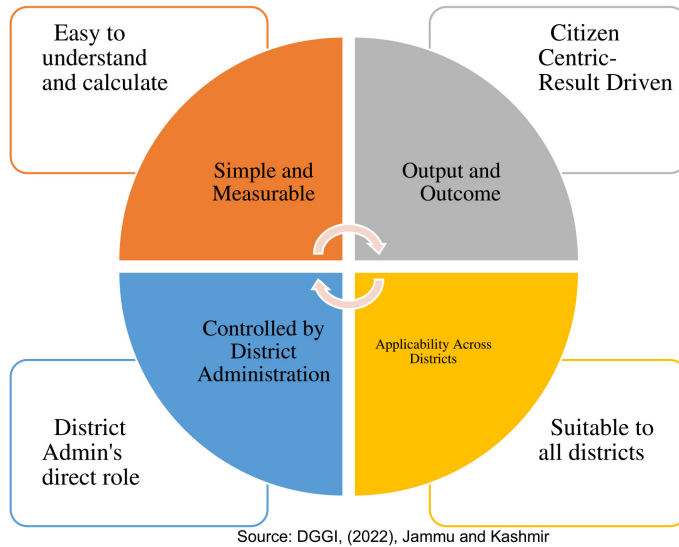 Easy to
understand
and calculate
Citizen
Centric-
Result Driven
Simple and
Measurable
Output and
Outcome
Controlled by
District
Administration
Applicability Across
Districts
District
Admin's
direct role
Suitable to
all districts
Source: DGGI, (2022), Jammu and Kashmir